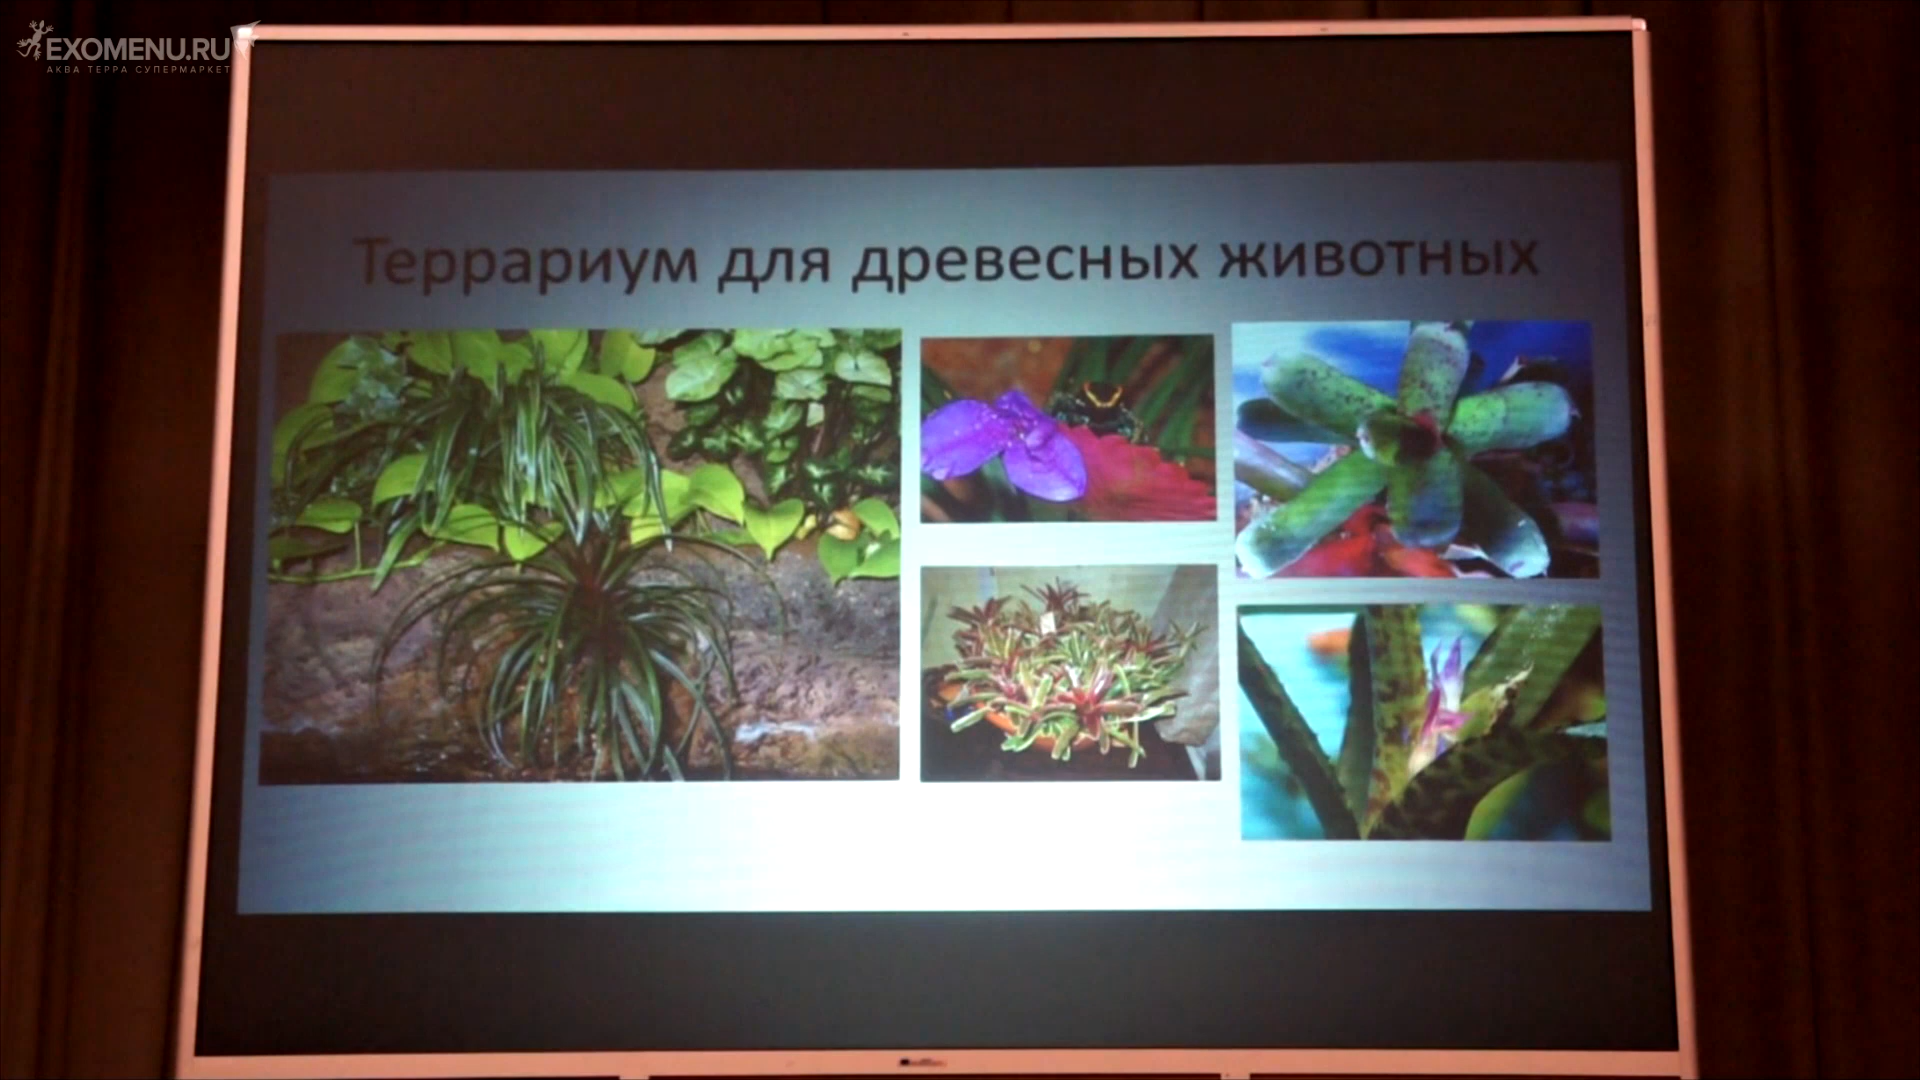 EXOMENU.RU
АКВА ТЕРРА СУПЕРМАРКЕТ
Террариум для древесных животных